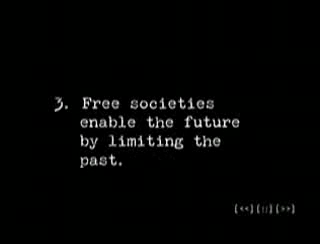 3. Free societies
enable the future
by limiting the
past.
[<<] [::] [>>]